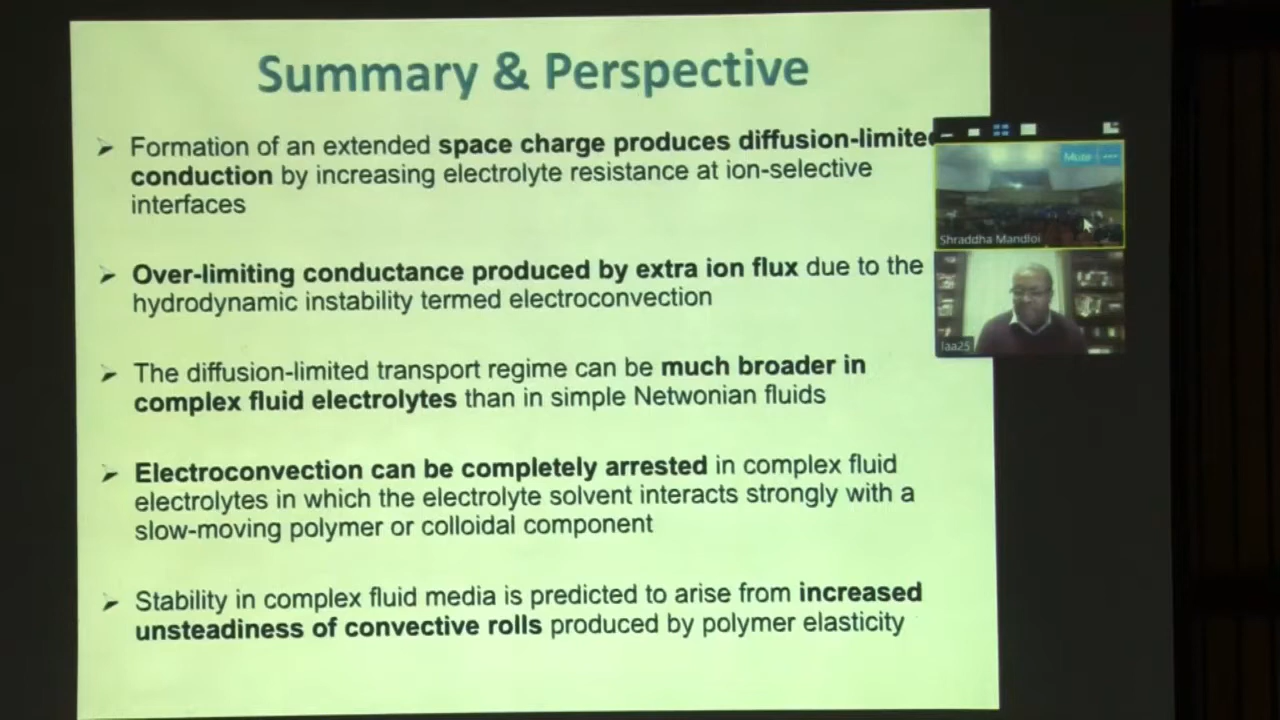 Summary & Perspective
Formation of an extended space charge produces diffusion-limited
conduction by increasing electrolyte resistance at ion-selective
interfaces
Over-limiting conductance produced by extra ion flux due to the
hydrodynamic instability termed electroconvection
The diffusion-limited transport regime can be much broader in
complex fluid electrolytes than in simple Netwonian fluids
Electroconvection can be completely arrested in complex fluid
electrolytes in which the electrolyte solvent interacts strongly with a
slow-moving polymer or colloidal component
Stability in complex fluid media is predicted to arise from increased
unsteadiness of convective rolls produced by polymer elasticity
Mute
Shraddha Mandloi
laa25